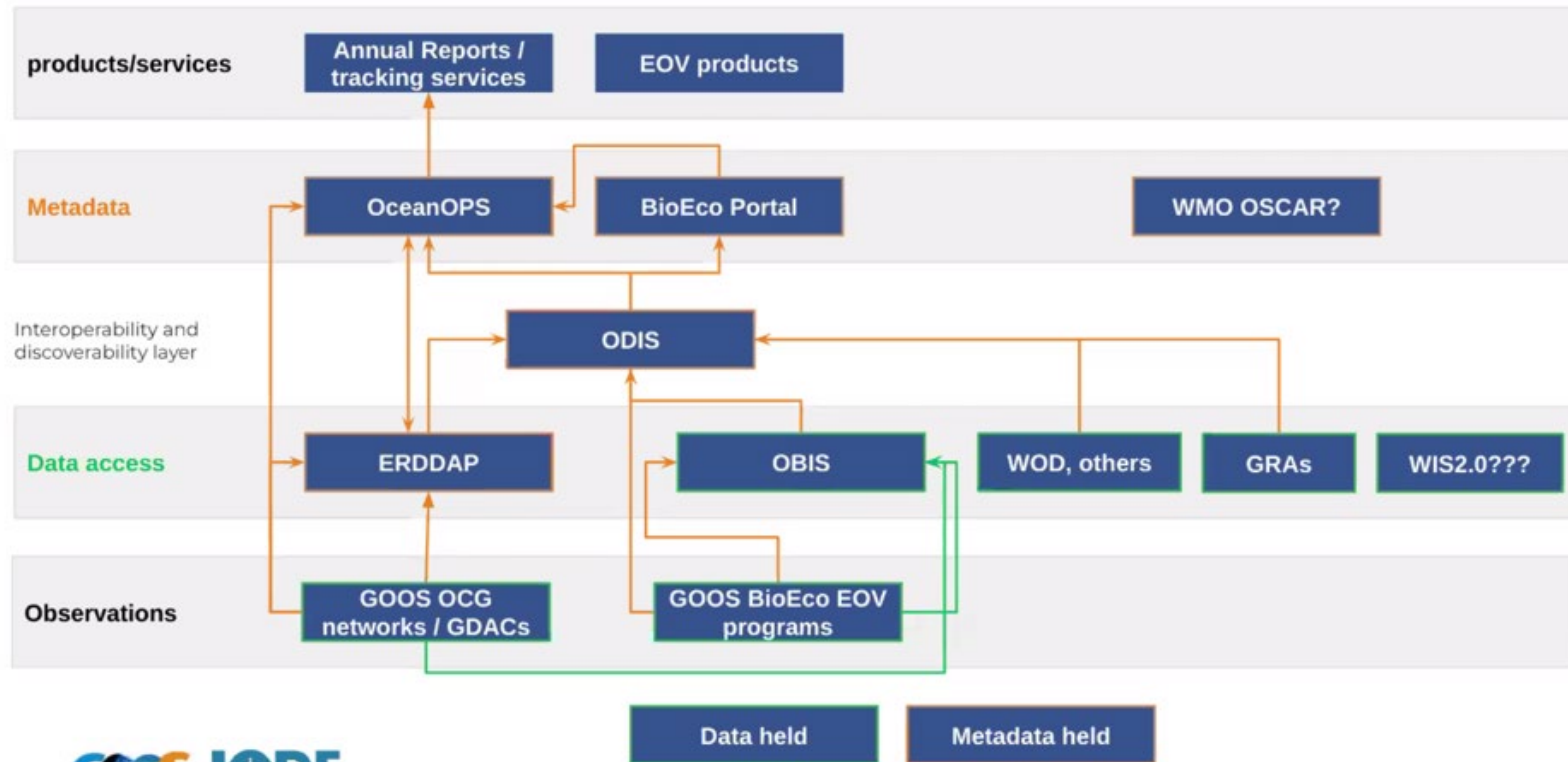 products/services
Annual Reports /
tracking services
EOV products
Metadata
OceanOPS
BioEco Portal
WMO OSCAR?
Interoperability and
discoverability layer
ODIS
Data access
ERDDAP
OBIS
WOD, others
GRAs
WIS2.0???
Observations
GOOS OCG
networks / GDACs
GOOS BioEco EOV
programs
Data held
Metadata held